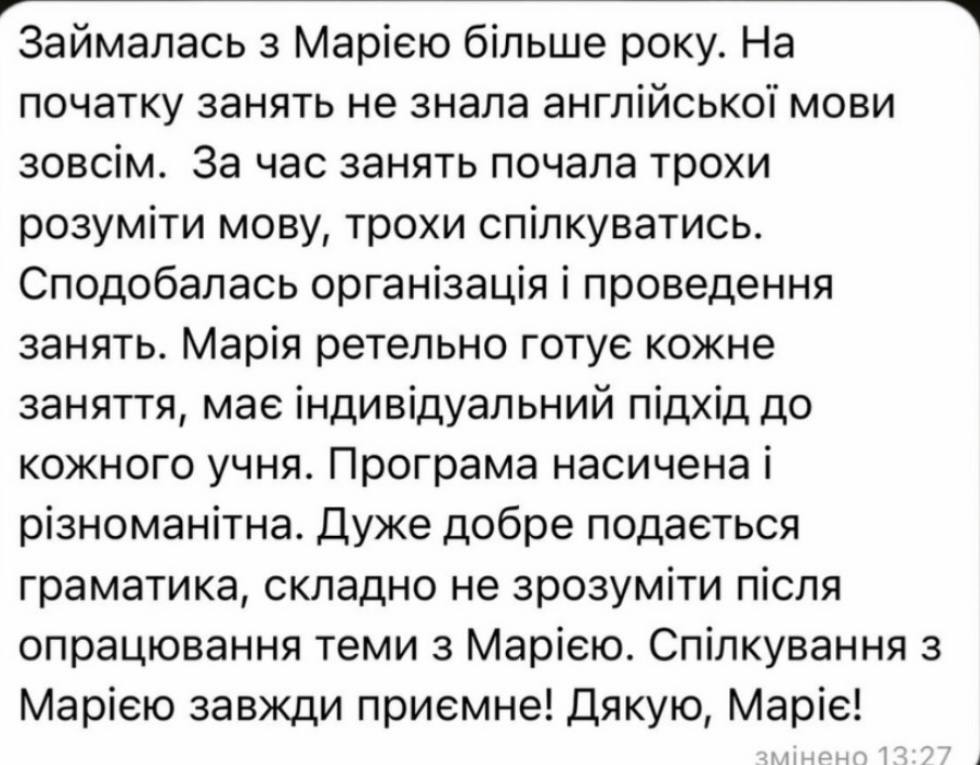 Займалась з Марією більше року. На
початку занять не знала англійської мови
зовсім.  За час занять почала трохи
розуміти мову, трохи спілкуватись.
Сподобалась організація і проведення
занять. Марія ретельно готує кожне
заняття, має індивідуальний підхід до
кожного учня. Програма насичена і
різноманітна. Дуже добре подається
граматика, складно не зрозуміти після
опрацювання теми з Марією. Спілкування з
Марією завжди приємне! Дякую, Маріє!
змінено 13:27